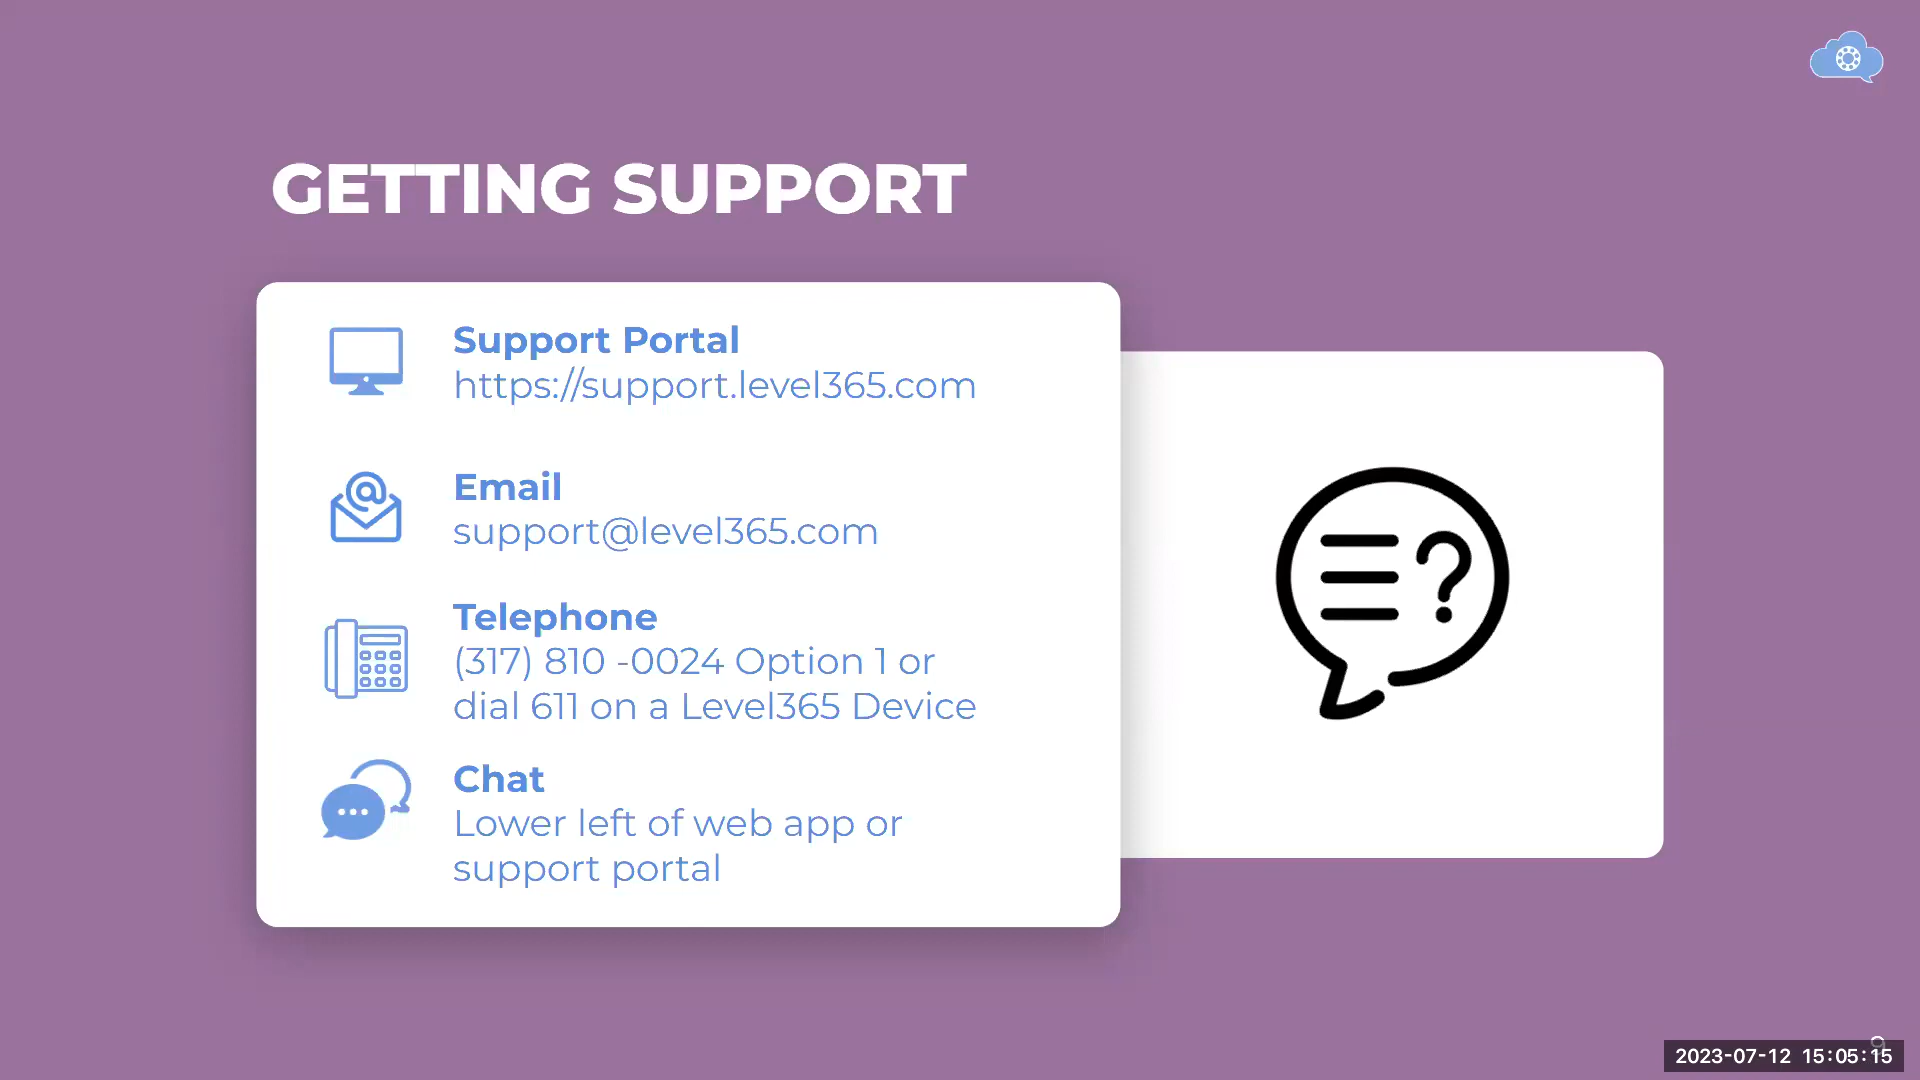 GETTING SUPPORT
Support Portal
https://support.level365.com
Email
support@level365.com
Telephone
(317) 810 -0024 Option 1 or
dial 611 on a Level365 Device
Chat
Lower left of web app or
support portal
?
9
2023-07-12 15:05:15